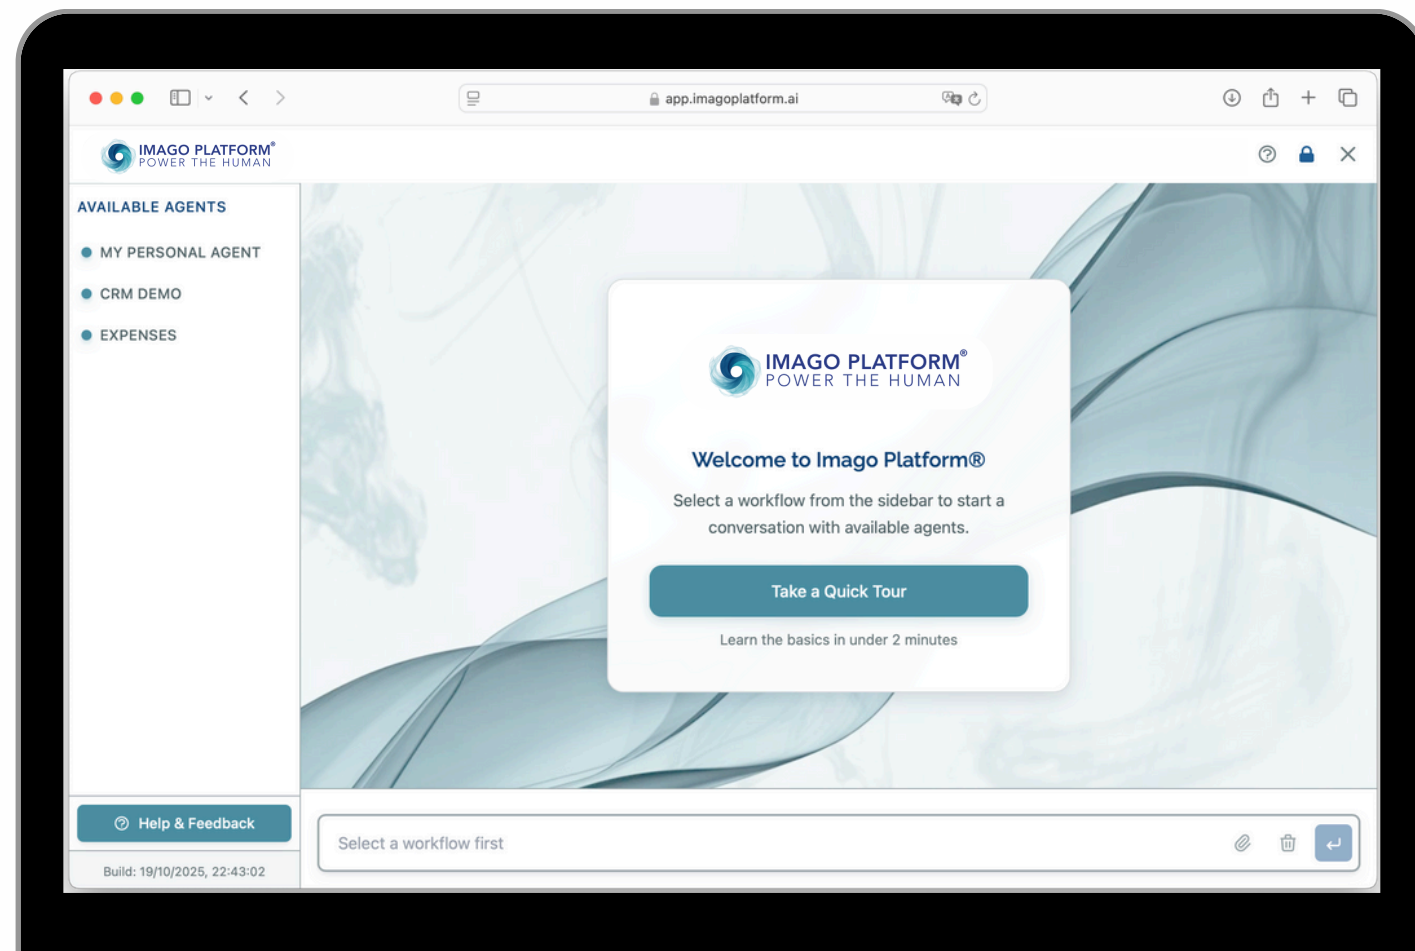 app.imagoplatform.ai
IMAGO PLATFORM®
POWER THE HUMAN
AVAILABLE AGENTS
MY PERSONAL AGENT
CRM DEMO
EXPENSES
IMAGO PLATFORM®
POWER THE HUMAN
Welcome to Imago Platform®
Select a workflow from the sidebar to start a
conversation with available agents.
Take a Quick Tour
Learn the basics in under 2 minutes
Help & Feedback
Select a workflow first
Build: 19/10/2025, 22:43:02